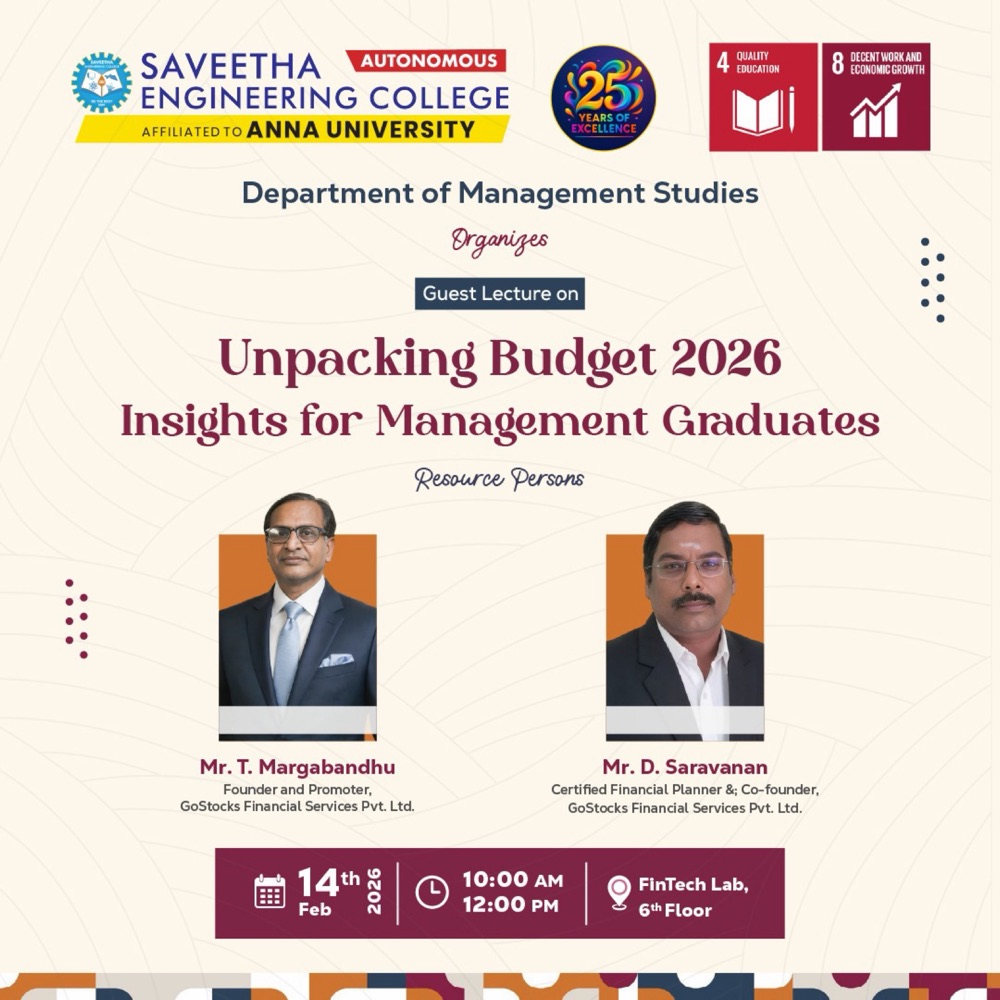 SAVEETHA
AUTONOMOUS
ENGINEERING COLLEGE
AFFILIATED TO ANNA UNIVERSITY
25
YEARS OF
EXCELLENCE
4 QUALITY
EDUCATION
8 DECENT WORK AND
ECONOMIC GROWTH
Department of Management Studies
Organizes
Guest Lecture on
Unpacking Budget 2026
Insights for Management Graduates
Resource Persons
Mr. T. Margabandhu
Founder and Promoter,
GoStocks Financial Services Pvt. Ltd.
Mr. D. Saravanan
Certified Financial Planner &; Co-founder,
GoStocks Financial Services Pvt. Ltd.
14th
Feb
2026
10:00 AM
12:00 PM
FinTech Lab,
6th Floor